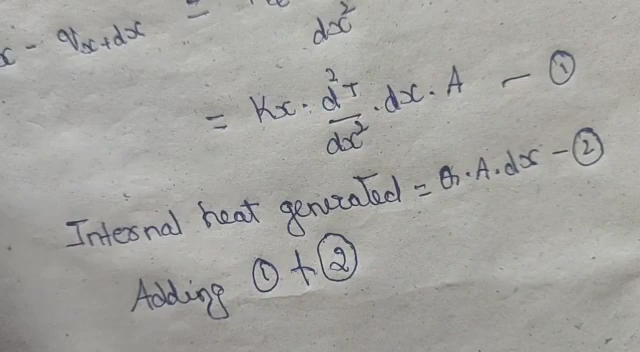 x - qx+dx =
dx²
= Kx · d²T/dx² · dx · A - ①
Internal heat generated = q · A · dx - ②
Adding ① + ②